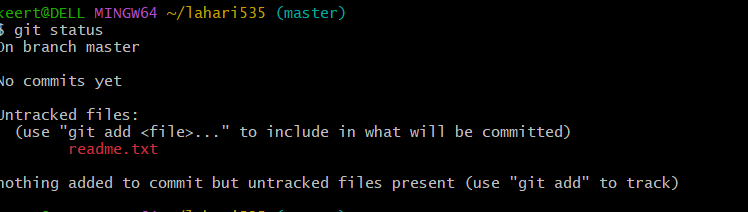 keert@DELL MINGW64 ~/lahari535 (master)
$ git status
On branch master
No commits yet
Untracked files:
(use "git add <file>..." to include in what will be committed)
readme.txt
nothing added to commit but untracked files present (use "git add" to track)